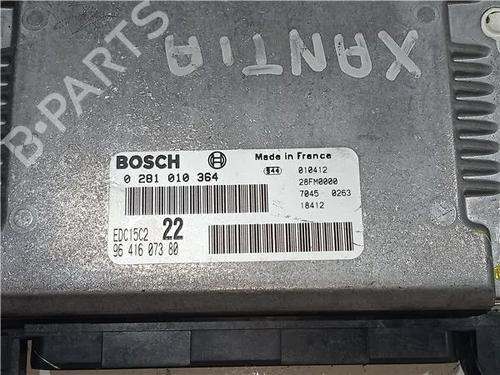 XANTIA
B-PARTS
BOSCH
Made in France
0 281 010 364
010412
28FM0000
7045 0263
18412
EDC15C2 22
96 416 073 80